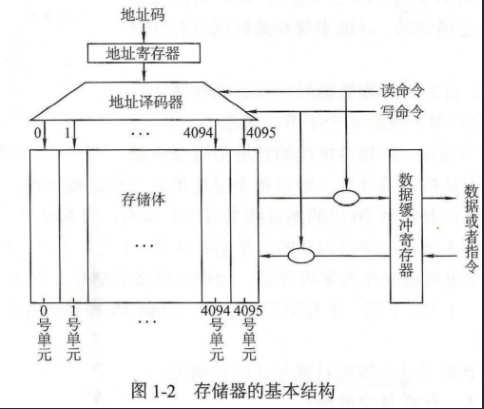 地址码
地址寄存器
地址译码器
读命令
写命令
0 1 … 4094 4095
存储体
…
数据缓冲寄存器
数据或者指令
0号单元
1号单元
…
4094号单元
4095号单元
图 1-2 存储器的基本结构